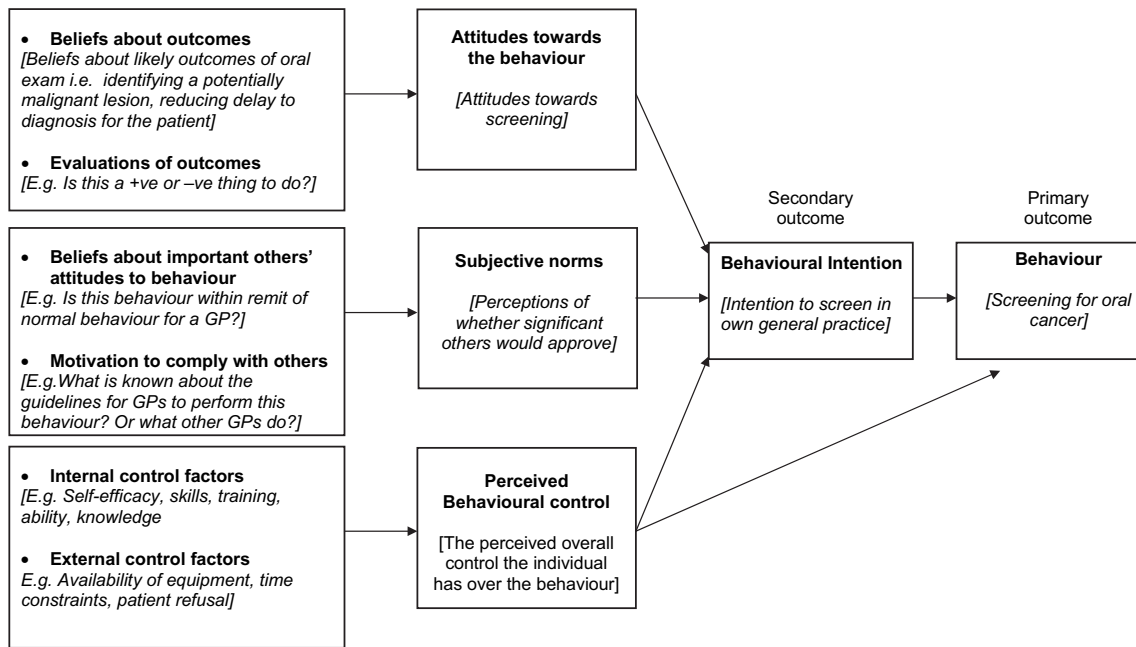 • Beliefs about outcomes
[Beliefs about likely outcomes of oral
exam i.e. identifying a potentially
malignant lesion, reducing delay to
diagnosis for the patient]
• Evaluations of outcomes
[E.g. Is this a +ve or –ve thing to do?]
Attitudes towards
the behaviour
[Attitudes towards
screening]
• Beliefs about important others’
attitudes to behaviour
[E.g. Is this behaviour within remit of
normal behaviour for a GP?]
• Motivation to comply with others
[E.g.What is known about the
guidelines for GPs to perform this
behaviour? Or what other GPs do?]
Subjective norms
[Perceptions of
whether significant
others would approve]
Secondary
outcome
Behavioural Intention
[Intention to screen in
own general practice]
Primary
outcome
Behaviour
[Screening for oral
cancer]
• Internal control factors
[E.g. Self-efficacy, skills, training,
ability, knowledge
• External control factors
E.g. Availability of equipment, time
constraints, patient refusal]
Perceived
Behavioural control
[The perceived overall
control the individual
has over the behaviour]